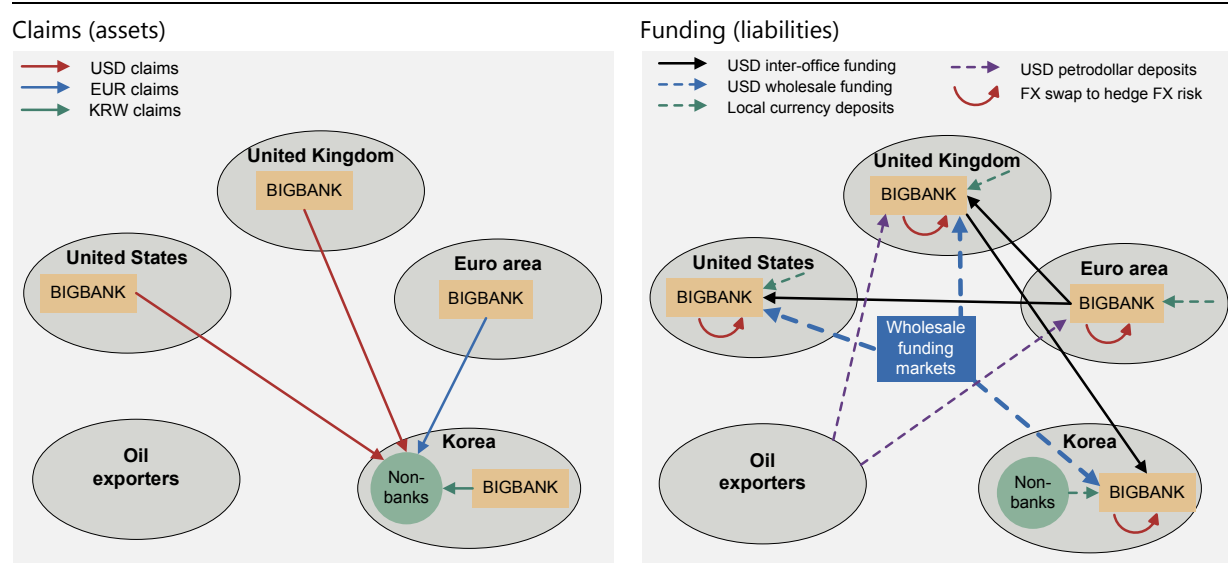 Claims (assets)
USD claims
EUR claims
KRW claims
United Kingdom
BIGBANK
United States
BIGBANK
Euro area
BIGBANK
Oil
exporters
Korea
Non-
banks
BIGBANK
Funding (liabilities)
USD inter-office funding
USD wholesale funding
Local currency deposits
USD petrodollar deposits
FX swap to hedge FX risk
United Kingdom
BIGBANK
United States
BIGBANK
Euro area
BIGBANK
Wholesale
funding
markets
Oil
exporters
Korea
Non-
banks
BIGBANK